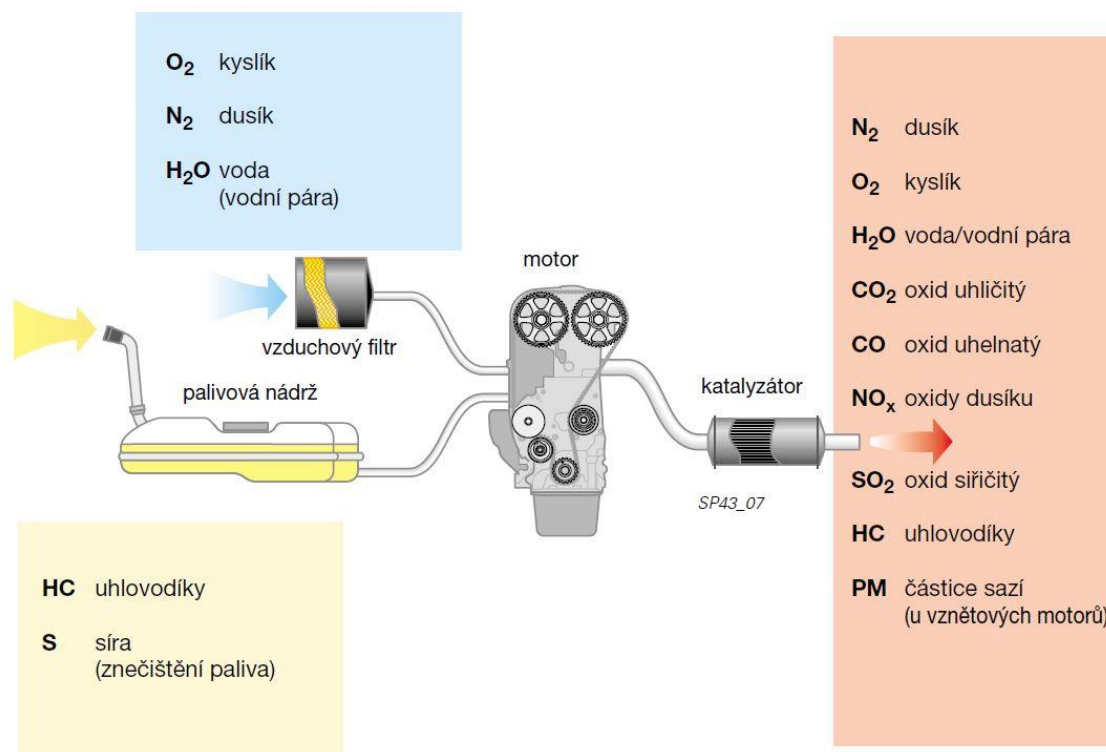 O2 kyslík
N2 dusík
H2O voda
(vodní pára)
vzduchový filtr
palivová nádrž
motor
katalyzátor
SP43_07
HC uhlovodíky
S síra
(znečištění paliva)
N2 dusík
O2 kyslík
H2O voda/vodní pára
CO2 oxid uhličitý
CO oxid uhelnatý
NOx oxidy dusíku
SO2 oxid siřičitý
HC uhlovodíky
PM částice sazí
(u vznětových motorů)